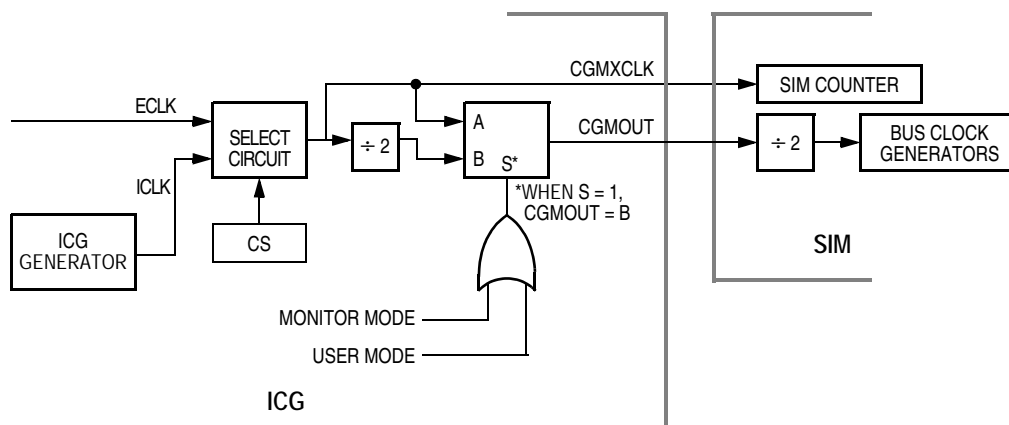 CGMXCLK
SIM COUNTER
ECLK
SELECT
CIRCUIT
÷ 2
A
B
S*
CGMOUT
÷ 2
BUS CLOCK
GENERATORS
ICLK
*WHEN S = 1,
CGMOUT = B
ICG
GENERATOR
CS
SIM
MONITOR MODE
USER MODE
ICG